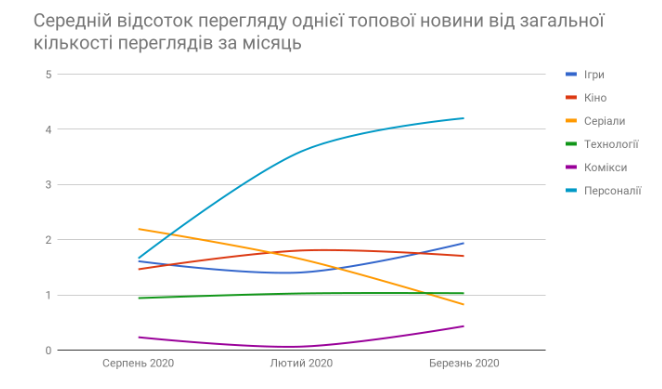 Середній відсоток перегляду однієї топової новини від загальної
кількості переглядів за місяць
5
4
3
2
1
0
Серпень 2020
Лютий 2020
Березнь 2020
Ігри
Кіно
Серіали
Технології
Комікси
Персоналії